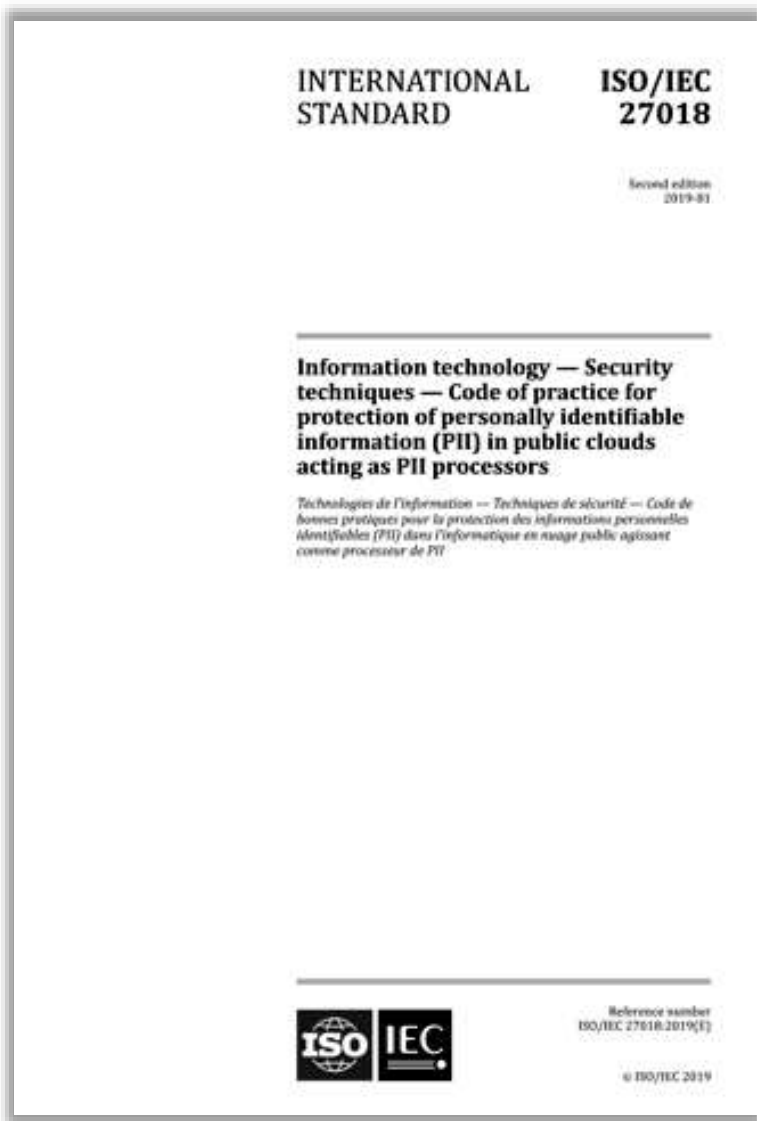 INTERNATIONAL
STANDARD
ISO/IEC
27018
Second edition
2019-01
Information technology — Security
techniques — Code of practice for
protection of personally identifiable
information (PII) in public clouds
acting as PII processors
Technologies de l'information — Techniques de sécurité — Code de
bonnes pratiques pour la protection des informations personnelles
identifiables (PII) dans l'informatique en nuage public agissant
comme processeur de PII
ISO
IEC
Reference number
ISO/IEC 27018:2019(E)
© ISO/IEC 2019